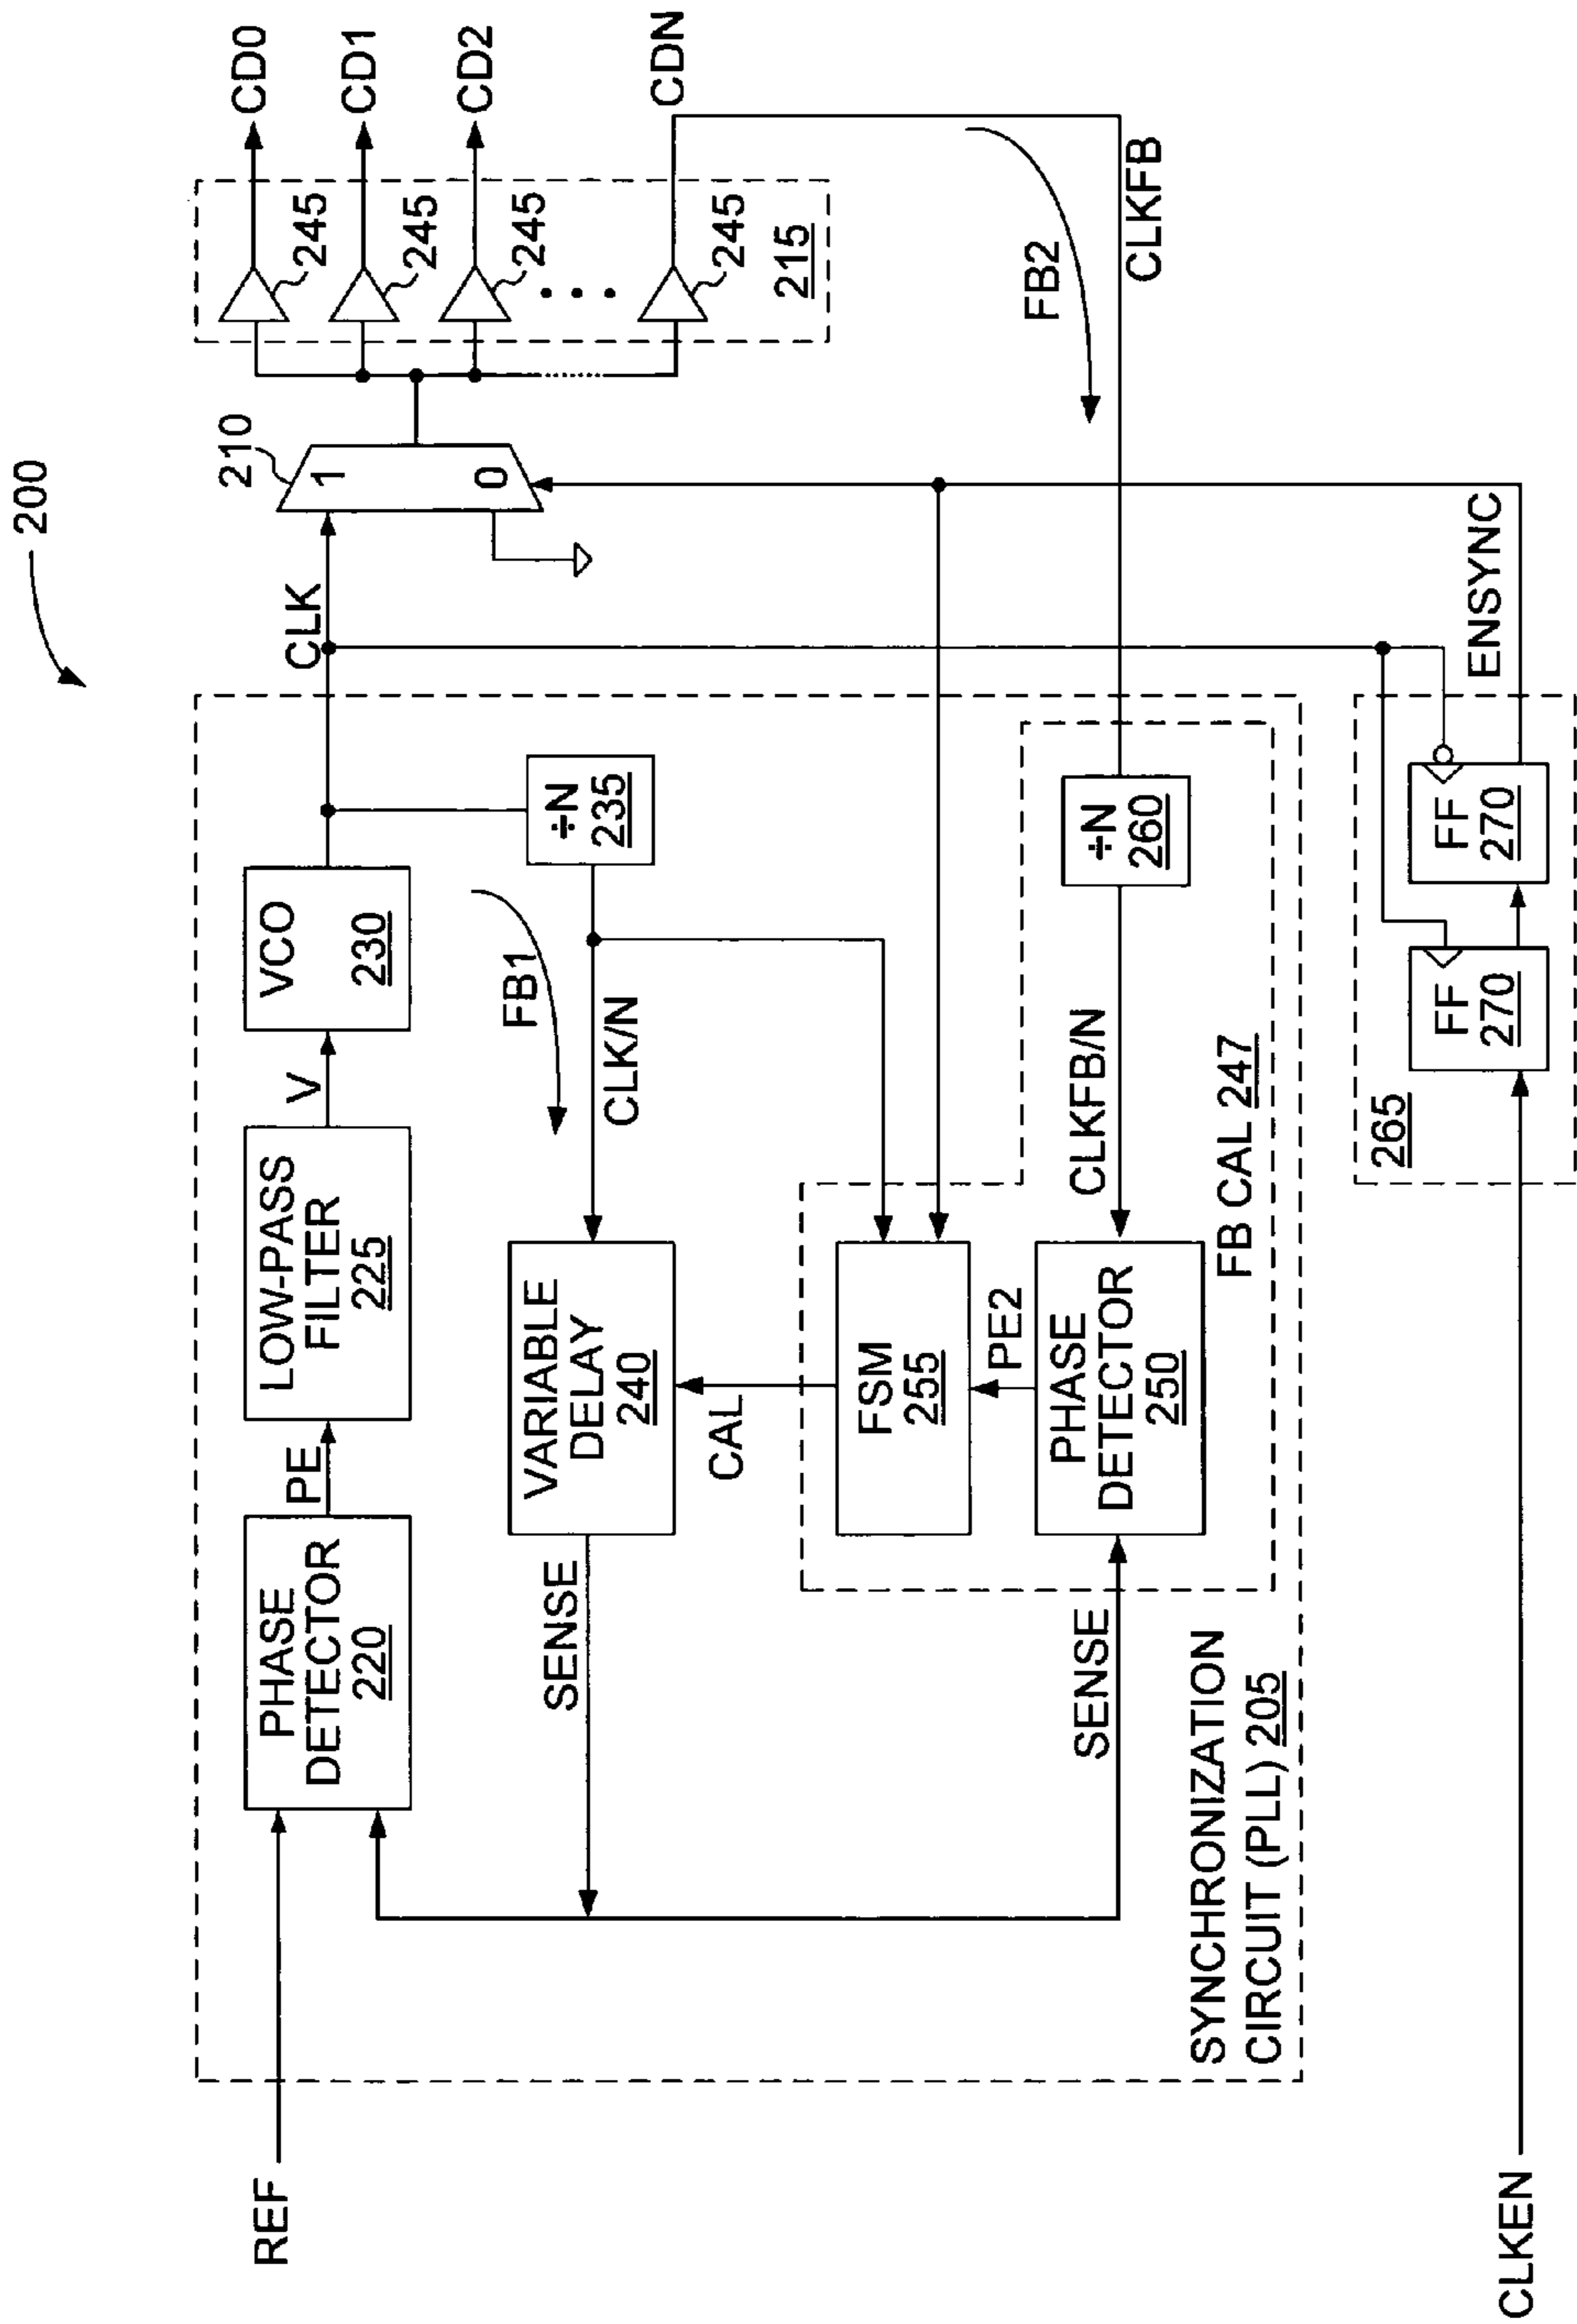 200
REF
PHASE
DETECTOR
220
PE
LOW-PASS
FILTER
225
V
VCO
230
CLK
210
1
0
CD0
CD1
CD2
CDN
245
245
245
245
215
÷N
235
FB1
CLK/N
VARIABLE
DELAY
240
SENSE
CAL
FSM
255
PE2
PHASE
DETECTOR
250
SENSE
CLKFB/N
÷N
260
FB2
CLKFB
FB CAL 247
SYNCHRONIZATION
CIRCUIT (PLL) 205
265
FF
270
FF
270
ENSYNC
CLKEN